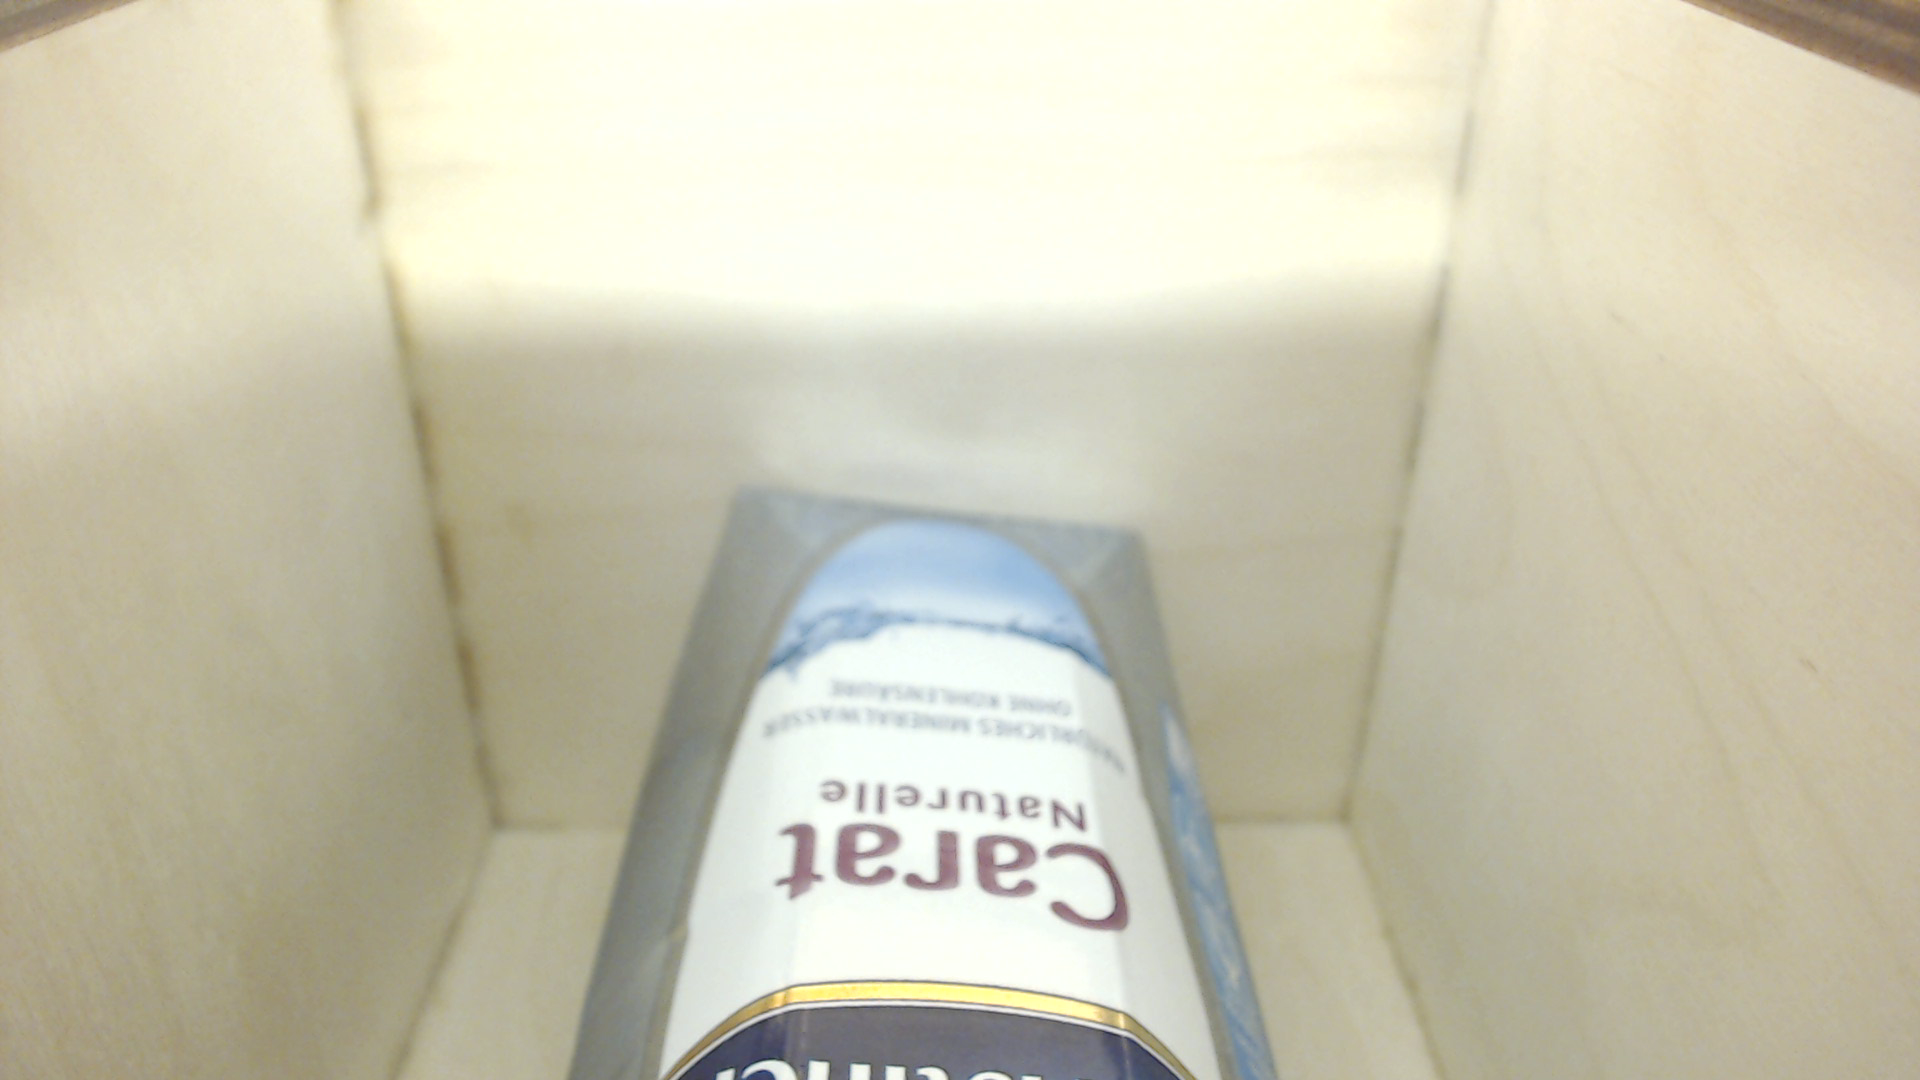 Carat
Naturelle
NATÜRLICHES MINERALWASSER
OHNE KOHLENSÄURE